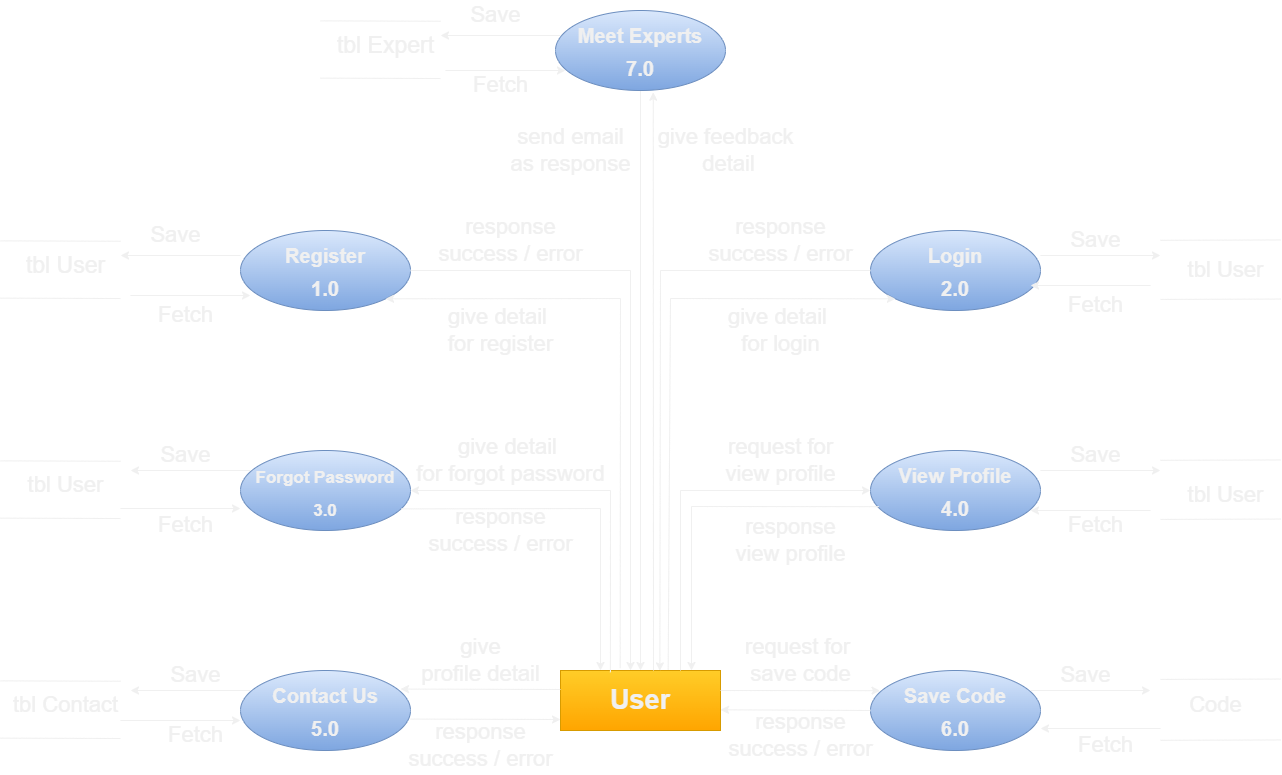 Save
tbl Expert
Fetch
Meet Experts
7.0
send email
as response
give feedback
detail
Save
tbl User
Fetch
Register
1.0
response
success / error
give detail
for register
response
success / error
give detail
for login
Login
2.0
Save
tbl User
Fetch
Save
tbl User
Fetch
Forgot Password
3.0
give detail
for forgot password
response
success / error
request for
view profile
response
view profile
View Profile
4.0
Save
tbl User
Fetch
Save
tbl Contact
Fetch
Contact Us
5.0
give
profile detail
response
success / error
User
request for
save code
response
success / error
Save Code
6.0
Save
Code
Fetch